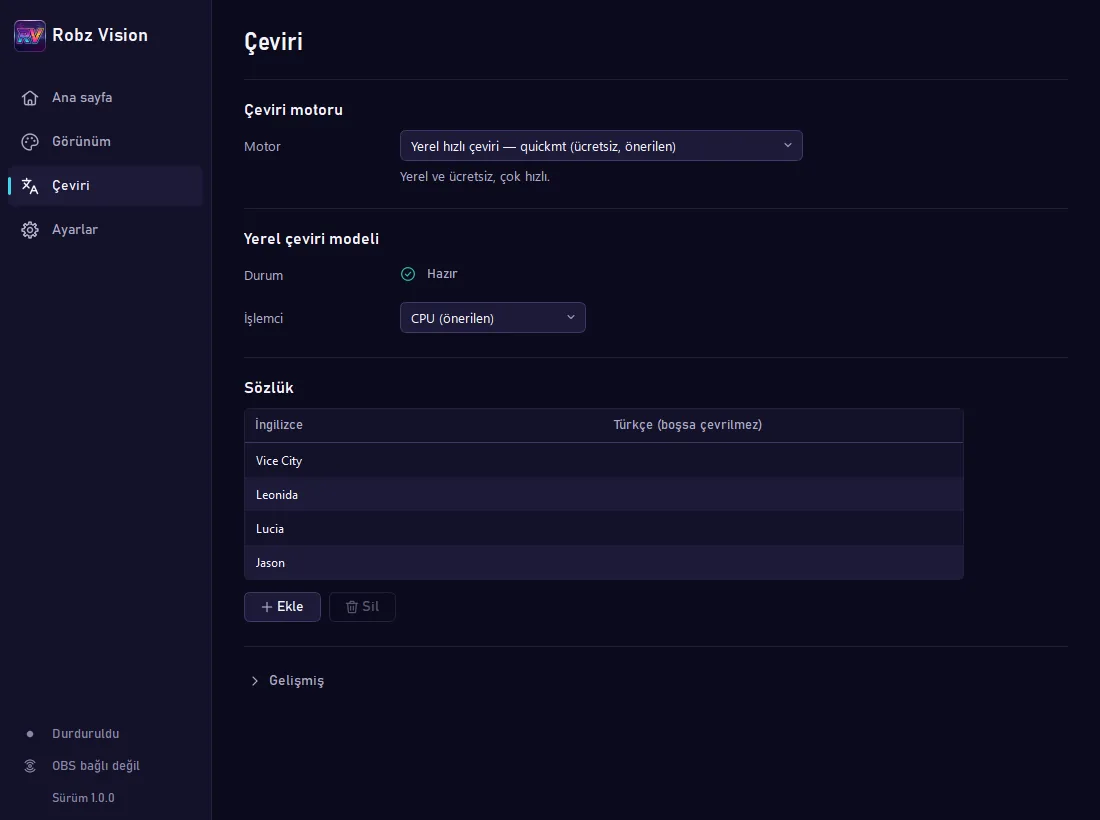 Robz Vision
Ana sayfa
Görünüm
Çeviri
Ayarlar
Durduruldu
OBS bağlı değil
Sürüm 1.0.0
Çeviri
Çeviri motoru
Motor
Yerel hızlı çeviri — quickmt (ücretsiz, önerilen)
Yerel ve ücretsiz, çok hızlı.
Yerel çeviri modeli
Durum
Hazır
İşlemci
CPU (önerilen)
Sözlük
İngilizce
Türkçe (boşsa çevrilmez)
Vice City
Leonida
Lucia
Jason
Ekle
Sil
Gelişmiş